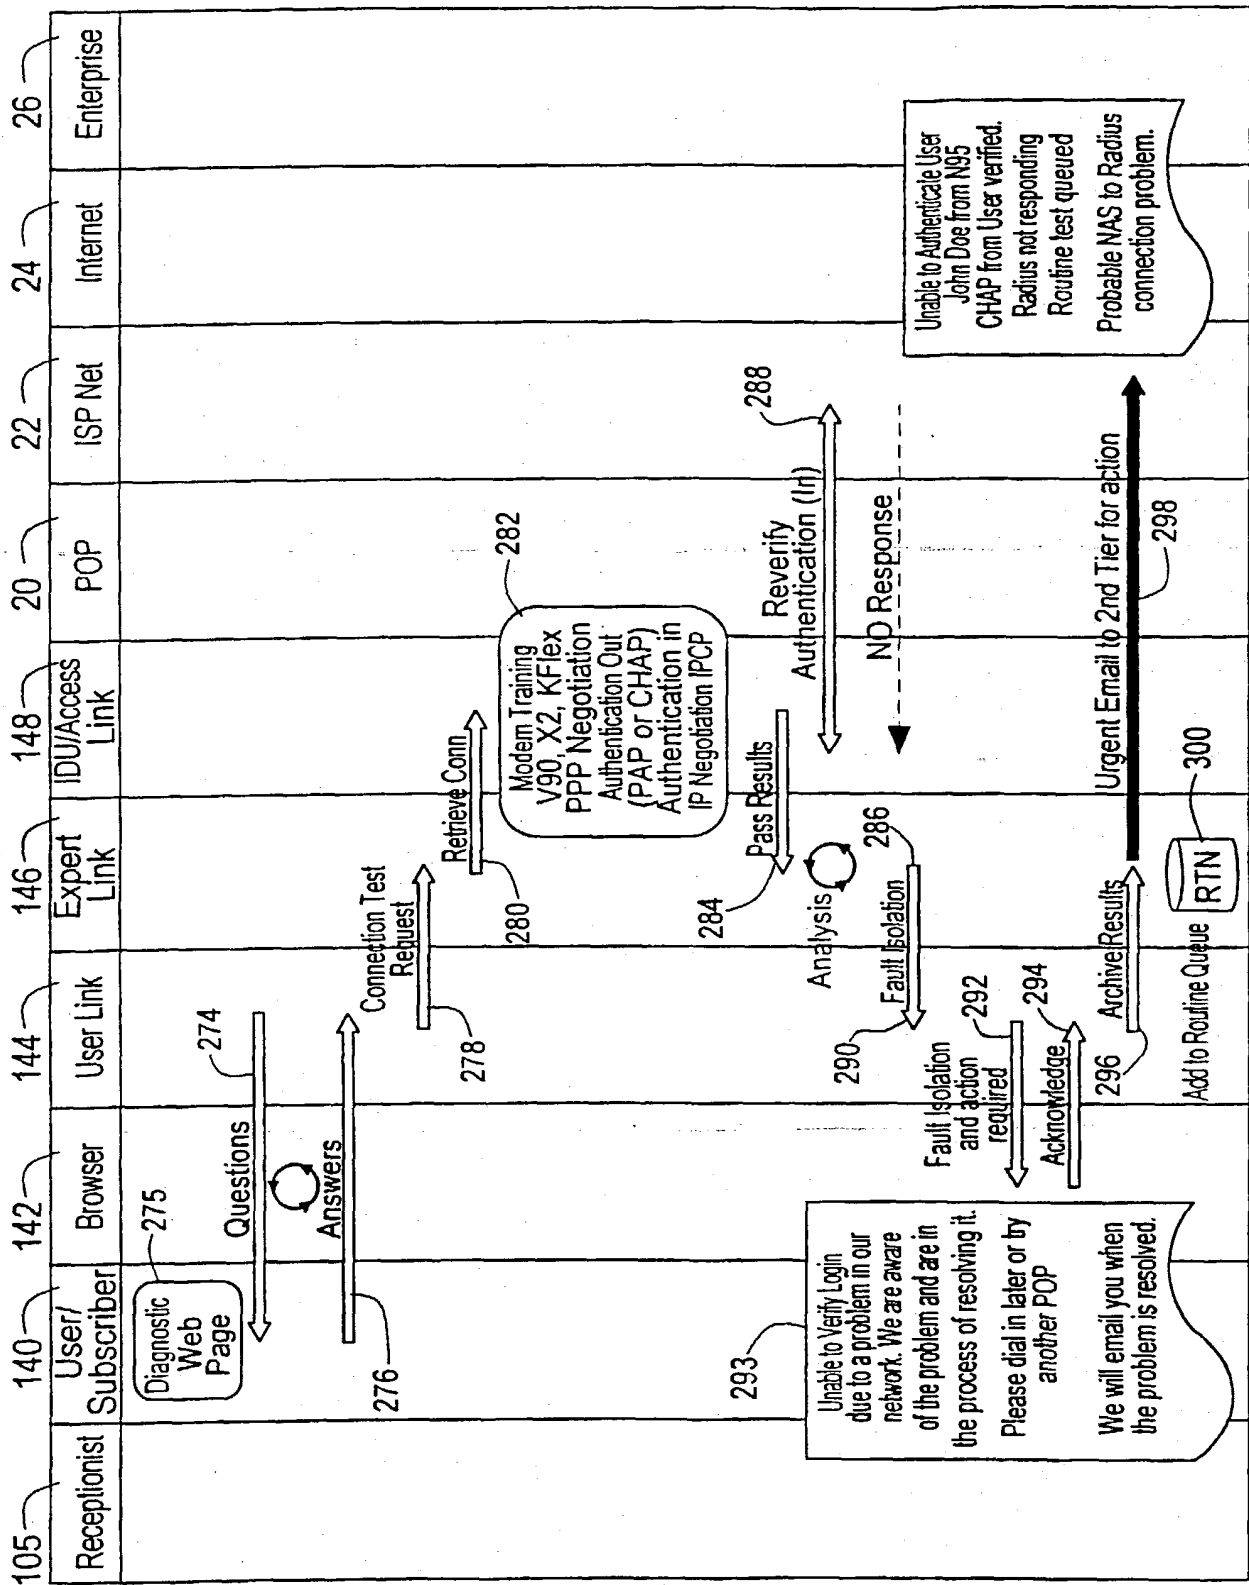 105
140
142
144
146
148
20
22
24
26
Receptionist
User/
Subscriber
Browser
User Link
Expert
Link
IDU/Access
Link
POP
ISP Net
Internet
Enterprise
Diagnostic
Web
Page
275
Questions
274
Answers
276
Connection Test
Request
278
Retrieve Conn
280
282
Modem Training
V90, X2, KFlex
PPP Negotiation
Authentication Out
(PAP or CHAP)
Authentication in
IP Negotiation IPCP
Pass Results
284
Analysis
Reverify
Authentication (In)
288
286
Fault Isolation
290
NO Response
293
Unable to Verify Login
due to a problem in our
network. We are aware
of the problem and are in
the process of resolving it.
Please dial in later or by
another POP
We will email you when
the problem is resolved.
Fault Isolation
and action
required
292
Acknowledge
294
Archive Results
296
Urgent Email to 2nd Tier for action
298
Add to Routine Queue
RTN
300
Unable to Authenticate User
John Doe from N95
CHAP from User verified.
Radius not responding
Routine test queued
Probable NAS to Radius
connection problem.